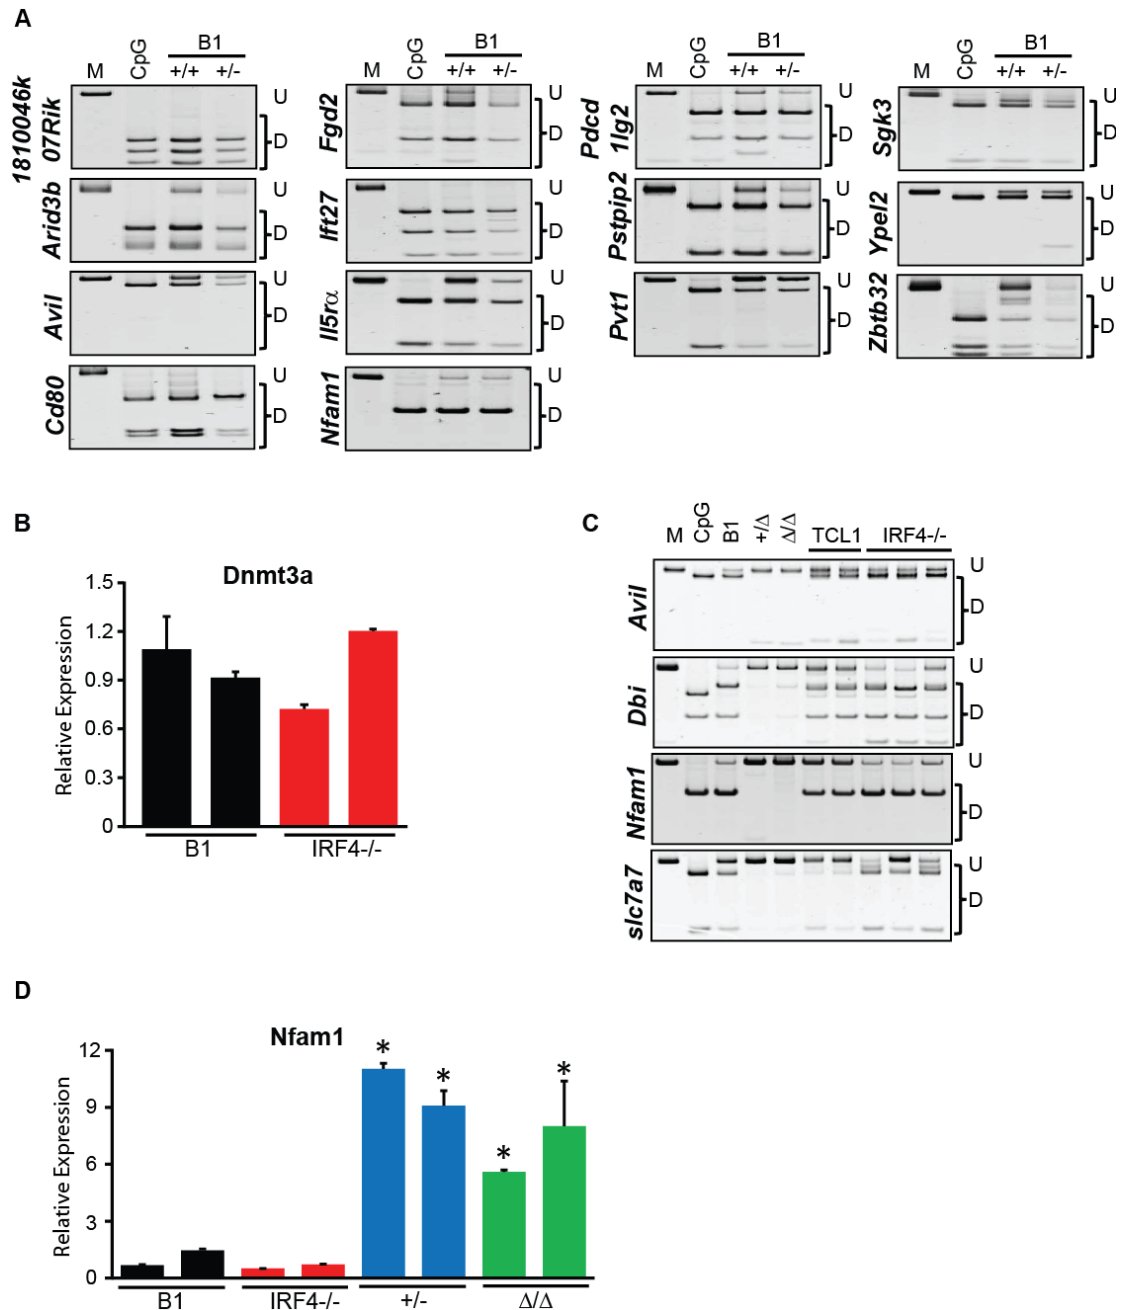 A
M CpG B1 +/+ +/-
1810046k
07Rik
U
D
Arid3b
U
D
Avil
U
D
Cd80
U
D
M CpG B1 +/+ +/-
Fgd2
U
D
Ift27
U
D
Il5rα
U
D
Nfam1
U
D
M CpG B1 +/+ +/-
Pdcd
1lg2
U
D
Pstpip2
U
D
Pvt1
U
D
M CpG B1 +/+ +/-
Sgk3
U
D
Ypel2
U
D
Zbtb32
U
D
B
Dnmt3a
Relative Expression
1.5
1.2
0.9
0.6
0.3
0
B1 IRF4-/-
C
M CpG B1 +/Δ Δ/Δ TCL1 IRF4-/-
Avil
U
D
Dbi
U
D
Nfam1
U
D
slc7a7
U
D
D
Nfam1
Relative Expression
12
9
6
3
0
* * * *
B1 IRF4-/- +/- Δ/Δ